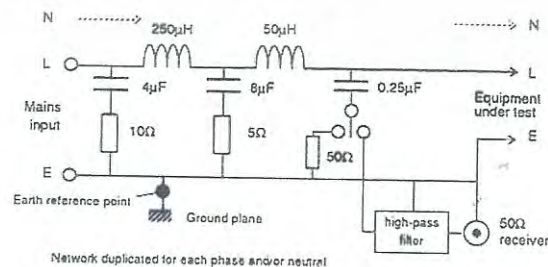 N
N
250µH
50µH
L
L
4µF
8µF
0.25µF
Mains
input
Equipment
under test
10Ω
5Ω
50Ω
E
E
Earth reference point
Ground plane
high-pass
filter
50Ω
receiver
Network duplicated for each phase and/or neutral